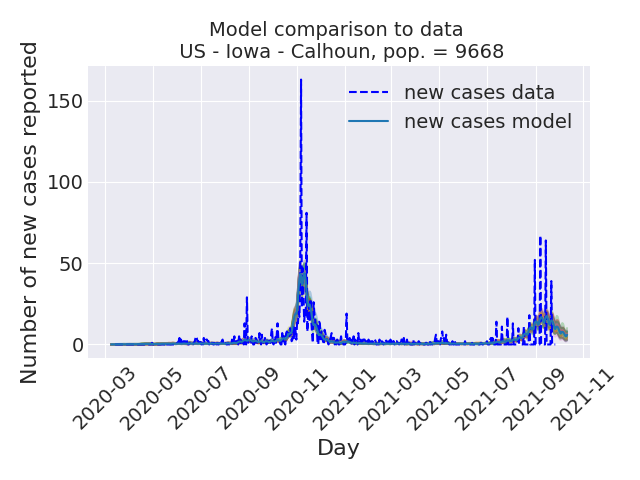 Model comparison to data
US - Iowa - Calhoun, pop. = 9668
Number of new cases reported
150
100
50
0
new cases data
new cases model
2020-03
2020-05
2020-07
2020-09
2020-11
2021-01
2021-03
2021-05
2021-07
2021-09
2021-11
Day